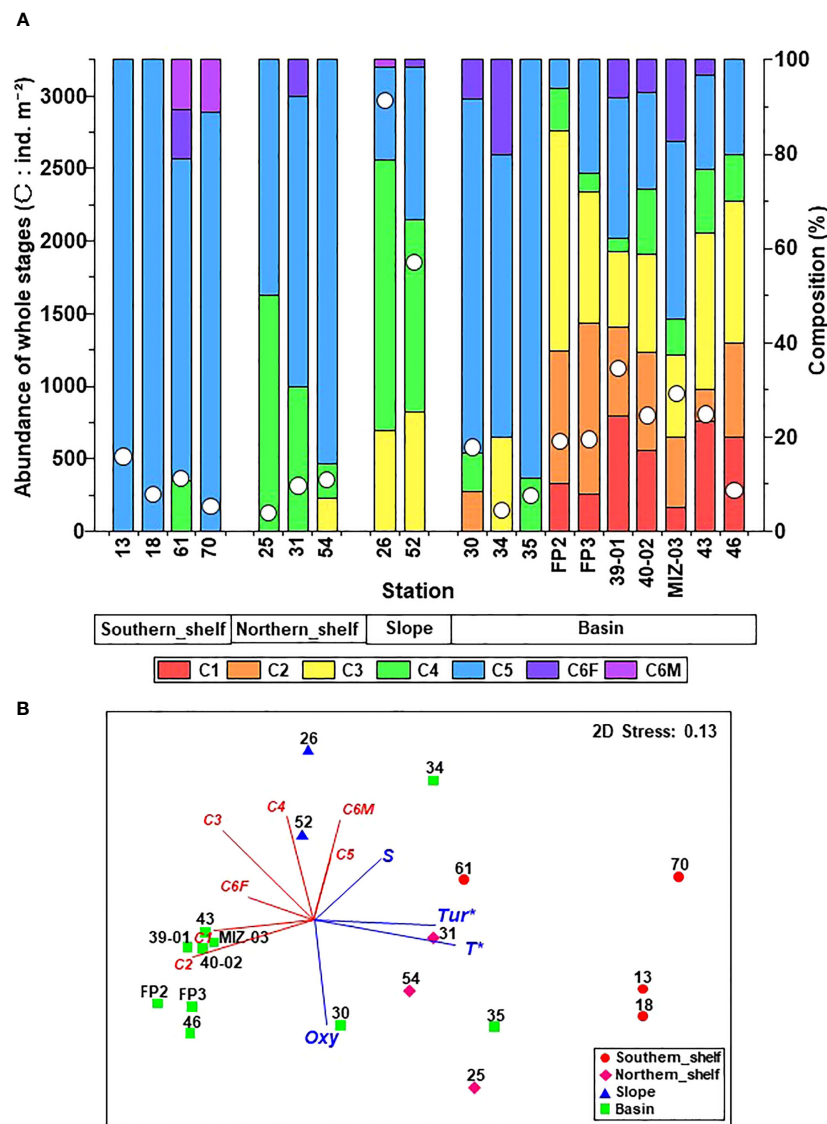 A
Abundance of whole stages (C : ind. m⁻²)
3000
2500
2000
1500
1000
500
0
100
80
60
40
20
0
Composition (%)
13 18 61 70 25 31 54 26 52 30 34 35 FP2 FP3 39-01 40-02 MIZ-03 43 46
Station
Southern_shelf Northern_shelf Slope Basin
C1 C2 C3 C4 C5 C6F C6M
B
2D Stress: 0.13
26
34
C4 C6M
C3
52
C5 S
61 70
C6F
43
Tur*
39-01 C1 MIZ-03
31
T*
C2 40-02
54 13
18
FP2 FP3
46
30 35
Oxy
25
Southern_shelf
Northern_shelf
Slope
Basin